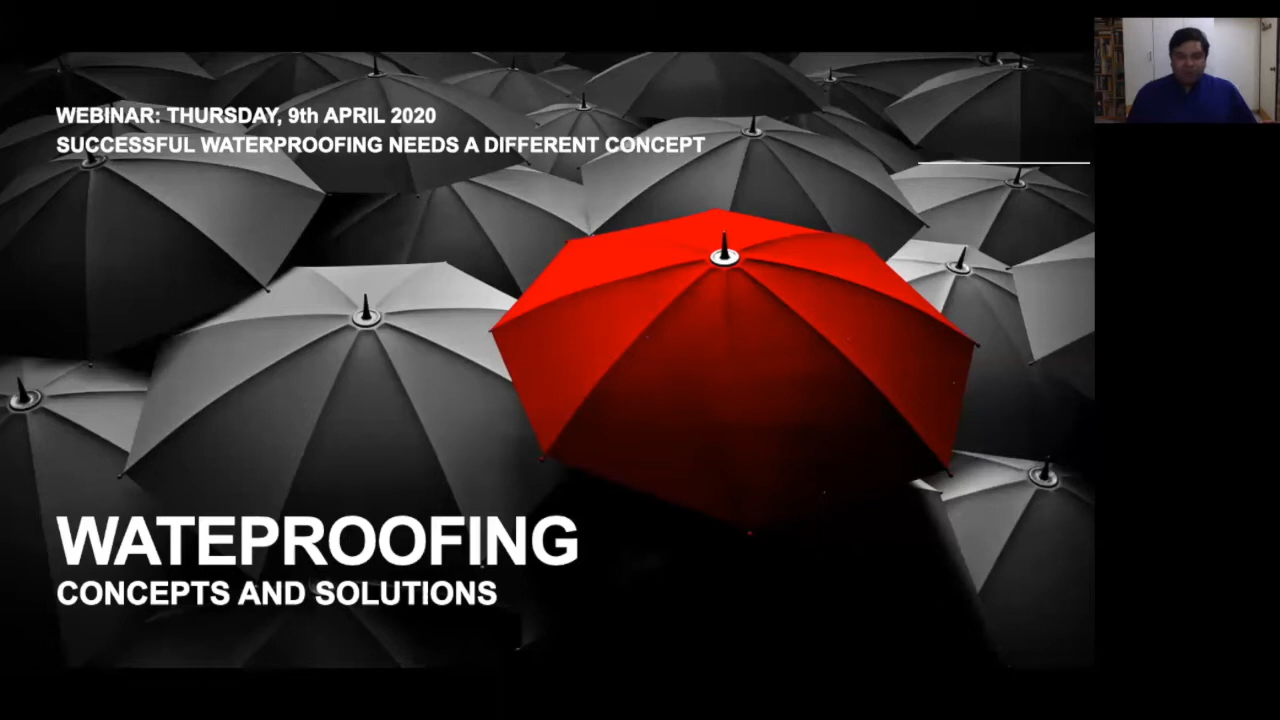 WEBINAR: THURSDAY, 9th APRIL 2020
SUCCESSFUL WATERPROOFING NEEDS A DIFFERENT CONCEPT
WATEPROOFING
CONCEPTS AND SOLUTIONS